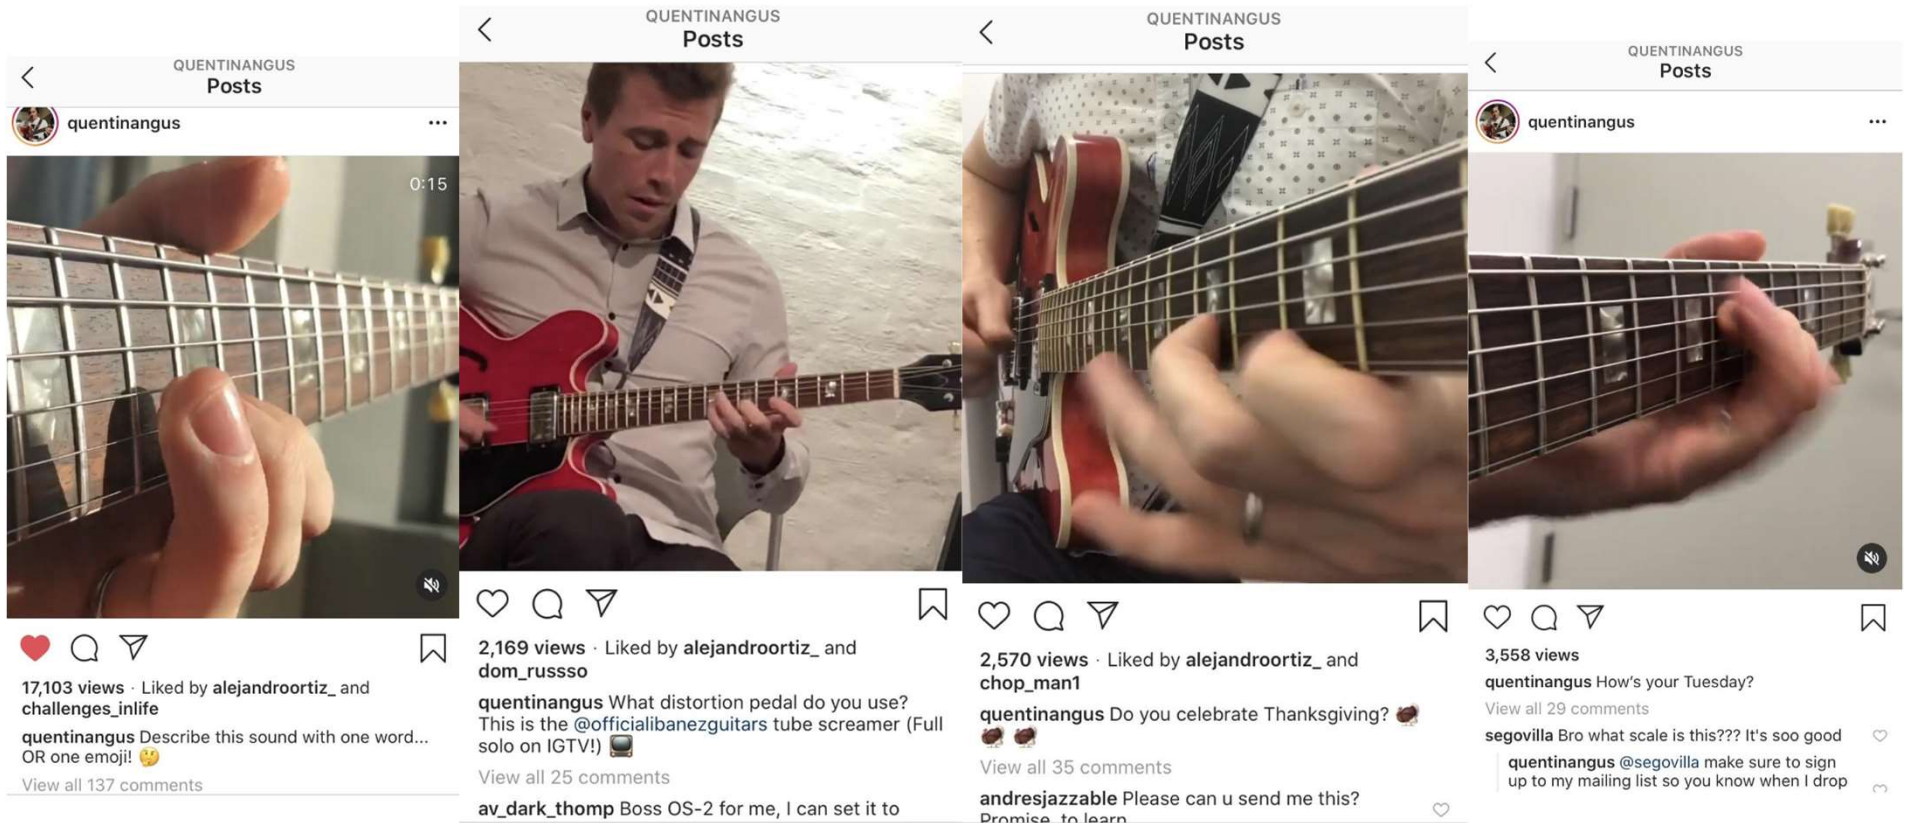 QUENTINANGUS
Posts
quentinangus
0:15
17,103 views · Liked by alejandroortiz_ and
challenges_inlife
quentinangus Describe this sound with one word...
OR one emoji! 🤔
View all 137 comments
QUENTINANGUS
Posts
2,169 views · Liked by alejandroortiz_ and
dom_russso
quentinangus What distortion pedal do you use?
This is the @officialibanezguitars tube screamer (Full
solo on IGTV!) 📺
View all 25 comments
av_dark_thomp Boss OS-2 for me, I can set it to
QUENTINANGUS
Posts
2,570 views · Liked by alejandroortiz_ and
chop_man1
quentinangus Do you celebrate Thanksgiving? 🦃
🦃 🦃
View all 35 comments
andresjazzable Please can u send me this?
Promise, to learn
QUENTINANGUS
Posts
quentinangus
3,558 views
quentinangus How's your Tuesday?
View all 29 comments
segovilla Bro what scale is this??? It's soo good
quentinangus @segovilla make sure to sign
up to my mailing list so you know when I drop